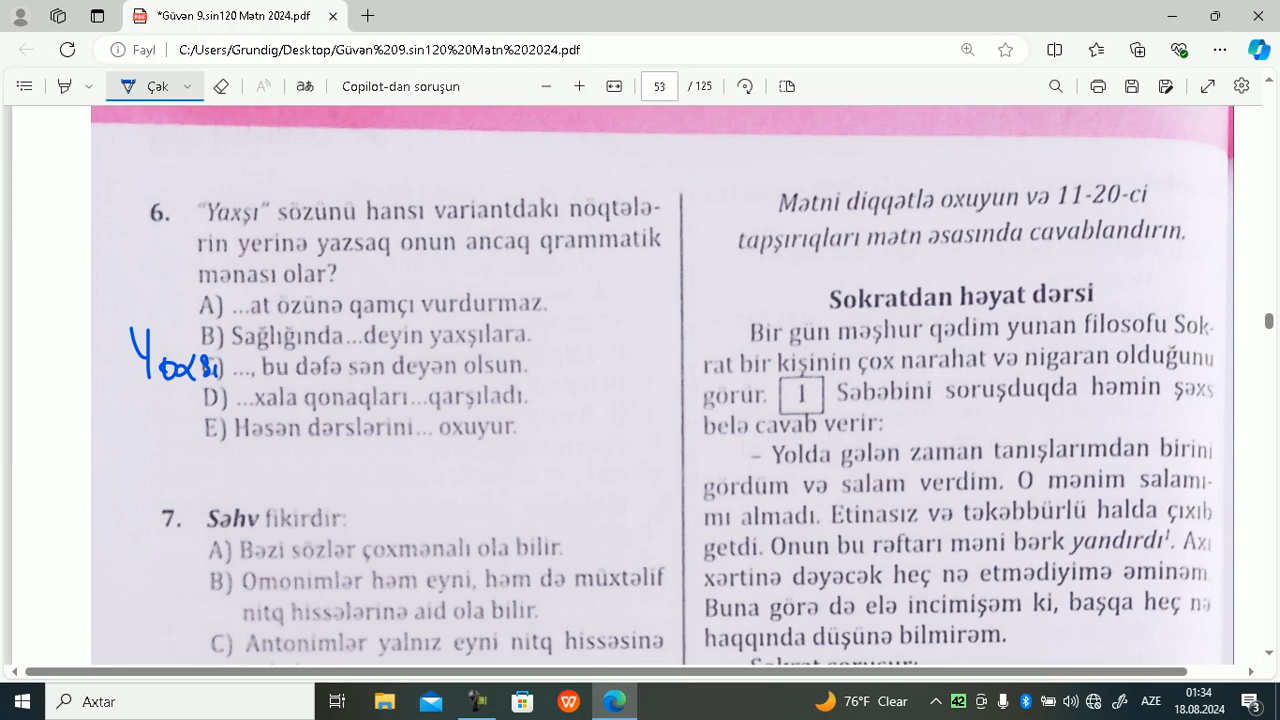 *Güvən 9.sin120 Mətn 2024.pdf
Fayl
C:/Users/Grundig/Desktop/Güvən%209.sin120%20Mətn%202024.pdf
Çək
Copilot-dan soruşun
53
/ 125
6. "Yaxşı" sözünü hansı variantdakı nöqtələ-
rin yerinə yazsaq onun ancaq qrammatik
mənası olar?
A) ...at özünə qamçı vurdurmaz.
B) Sağlığında...deyin yaxşılara.
..., bu dəfə sən deyən olsun.
D) ...xala qonaqları...qarşıladı.
E) Həsən dərslərini... oxuyur.
7. Səhv fikirdir:
A) Bəzi sözlər çoxmənalı ola bilir.
B) Omonimlər həm eyni, həm də müxtəlif
nitq hissələrinə aid ola bilir.
C) Antonimlər yalnız eyni nitq hissəsinə
Mətni diqqətlə oxuyun və 11-20-ci
tapşırıqları mətn əsasında cavablandırın.
Sokratdan həyat dərsi
Bir gün məşhur qədim yunan filosofu Sok-
rat bir kişinin çox narahat və nigaran olduğunu
görür. 1 Səbəbini soruşduqda həmin şəxs
belə cavab verir:
– Yolda gələn zaman tanışlarımdan birini
gördüm və salam verdim. O mənim salamı-
mı almadı. Etinasız və təkəbbürlü halda çıxıb
getdi. Onun bu rəftarı məni bərk yandırdı¹. Axı
xətrinə dəyəcək heç nə etmədiyimə əminəm.
Buna görə də elə incimişəm ki, başqa heç nə
haqqında düşünə bilmirəm.
Axtar
76°F Clear
42
AZE
01:34
18.08.2024
3